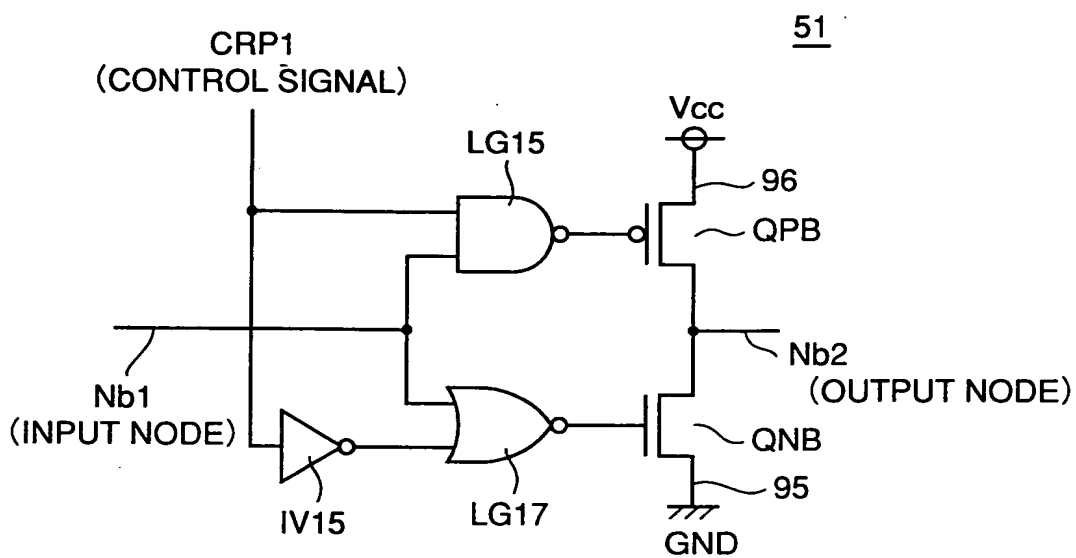 51
CRP1
(CONTROL SIGNAL)
Vcc
LG15
96
QPB
Nb1
(INPUT NODE)
Nb2
(OUTPUT NODE)
QNB
IV15
LG17
95
GND